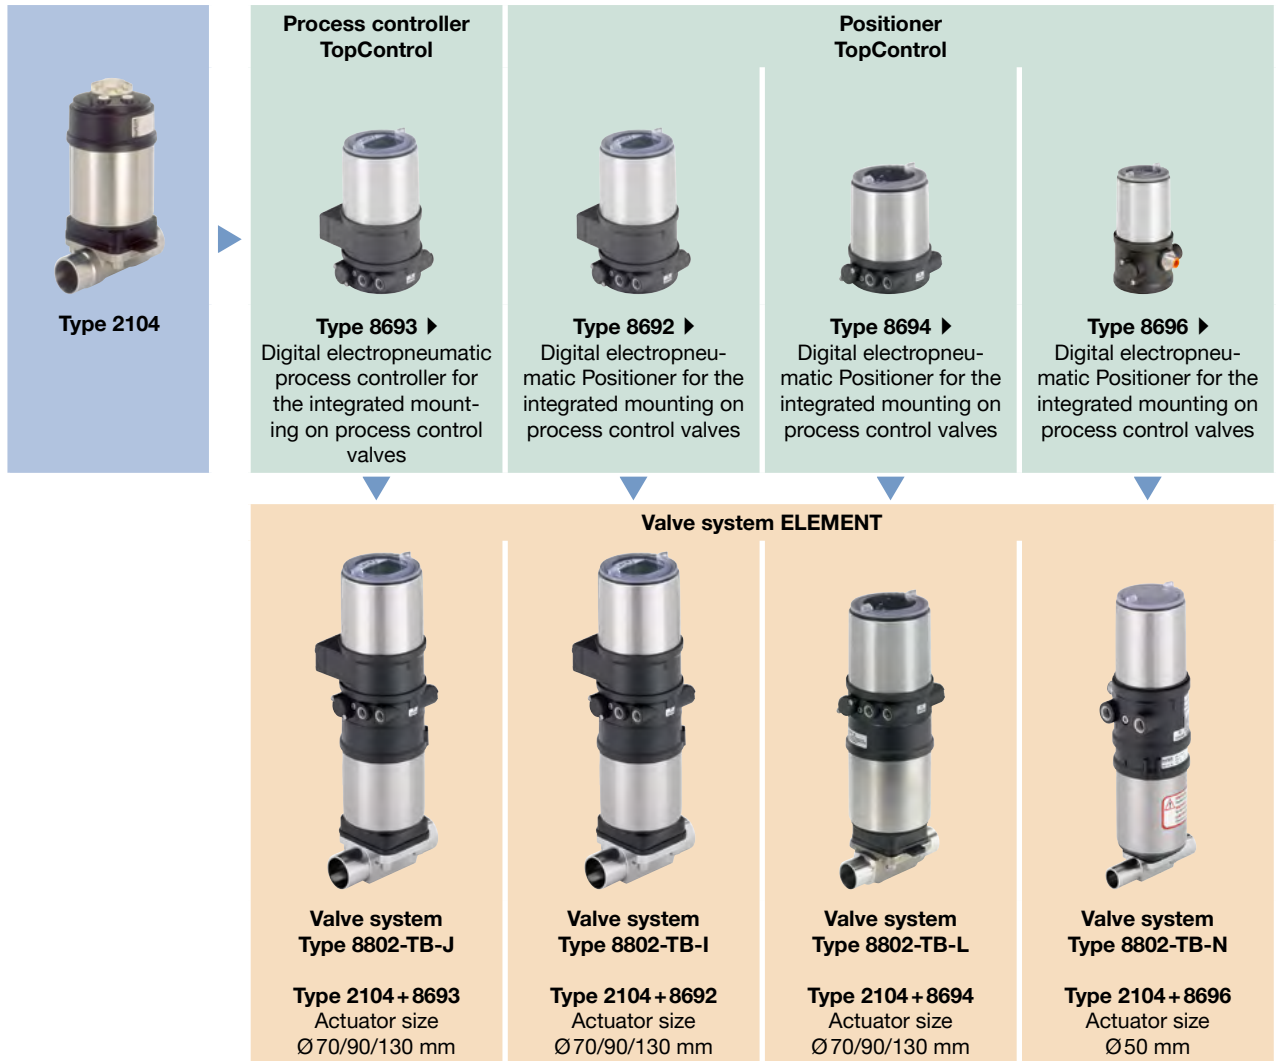 Process controller
TopControl
Positioner
TopControl
Type 2104
Type 8693
Digital electropneumatic
process controller for
the integrated mount-
ing on process control
valves
Type 8692
Digital electropneu-
matic Positioner for the
integrated mounting on
process control valves
Type 8694
Digital electropneu-
matic Positioner for the
integrated mounting on
process control valves
Type 8696
Digital electropneu-
matic Positioner for the
integrated mounting on
process control valves
Valve system ELEMENT
Valve system
Type 8802-TB-J
Type 2104+8693
Actuator size
Ø 70/90/130 mm
Valve system
Type 8802-TB-I
Type 2104+8692
Actuator size
Ø 70/90/130 mm
Valve system
Type 8802-TB-L
Type 2104+8694
Actuator size
Ø 70/90/130 mm
Valve system
Type 8802-TB-N
Type 2104+8696
Actuator size
Ø 50 mm